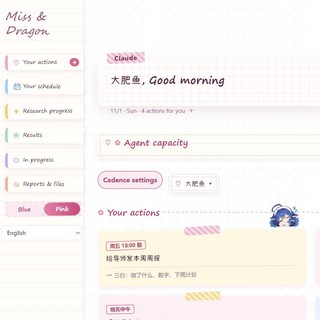 Miss &
Dragon
Your actions
Your schedule
Research progress
Results
In progress
Reports & files
Blue
Pink
English
Claude
大肥鱼, Good morning
11/1 · Sun · 4 actions for you
Agent capacity
Cadence settings
大肥鱼
Your actions
周五 18:00 前
给导师发本周周报
一 三行：做了什么、数字、下周计划
明天中午